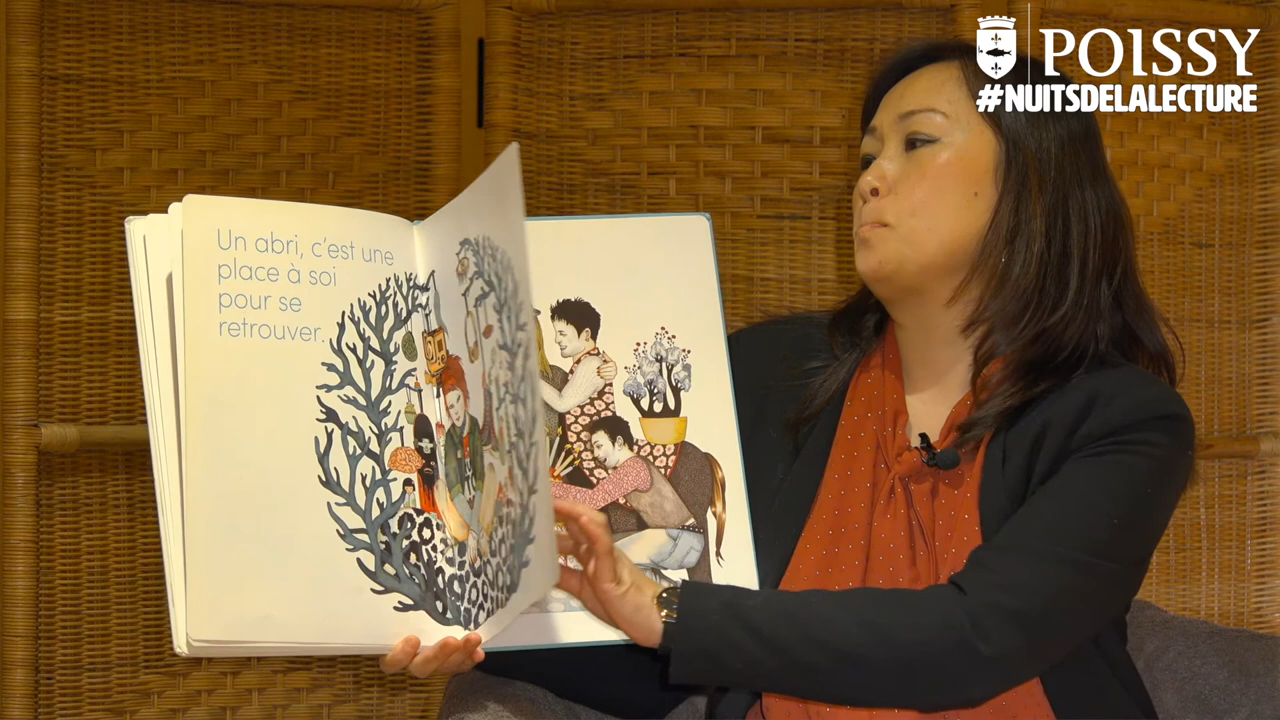 POISSY
#NUITSDELALECTURE
Un abri, c'est une
place à soi
pour se
retrouver.